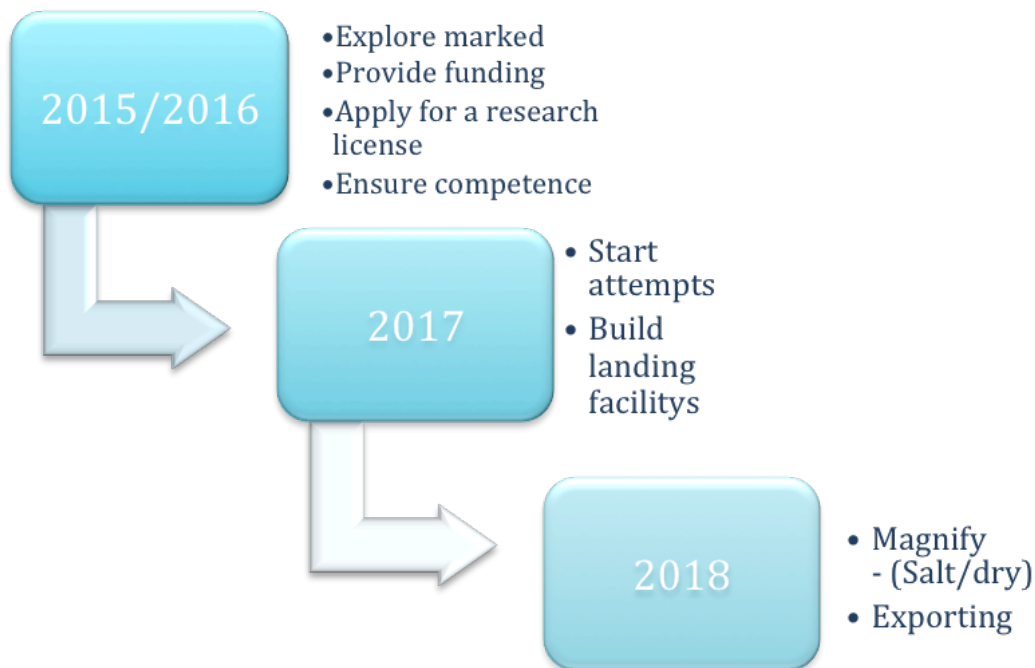 2015/2016
•Explore marked
•Provide funding
•Apply for a research
license
•Ensure competence
2017
• Start
attempts
• Build
landing
facilitys
2018
• Magnify
- (Salt/dry)
• Exporting